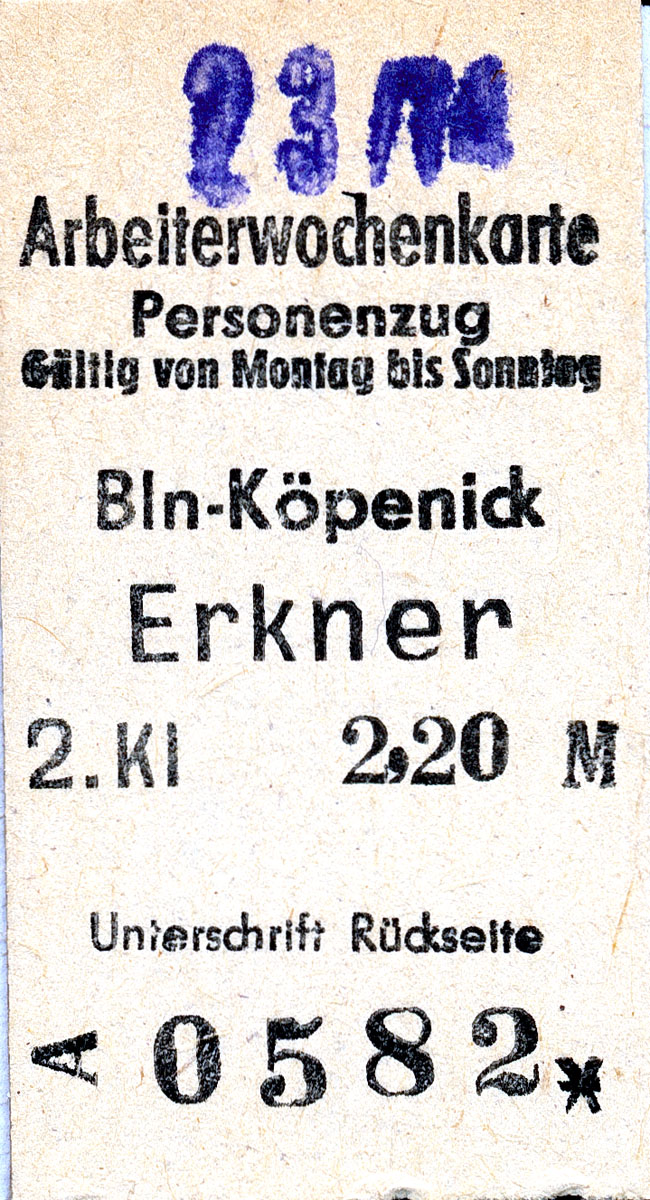 23 M
Arbeiterwochenkarte
Personenzug
Gültig von Montag bis Sonntag
Bln-Köpenick
Erkner
2.Kl 2,20 M
Unterschrift Rückseite
A 0582*